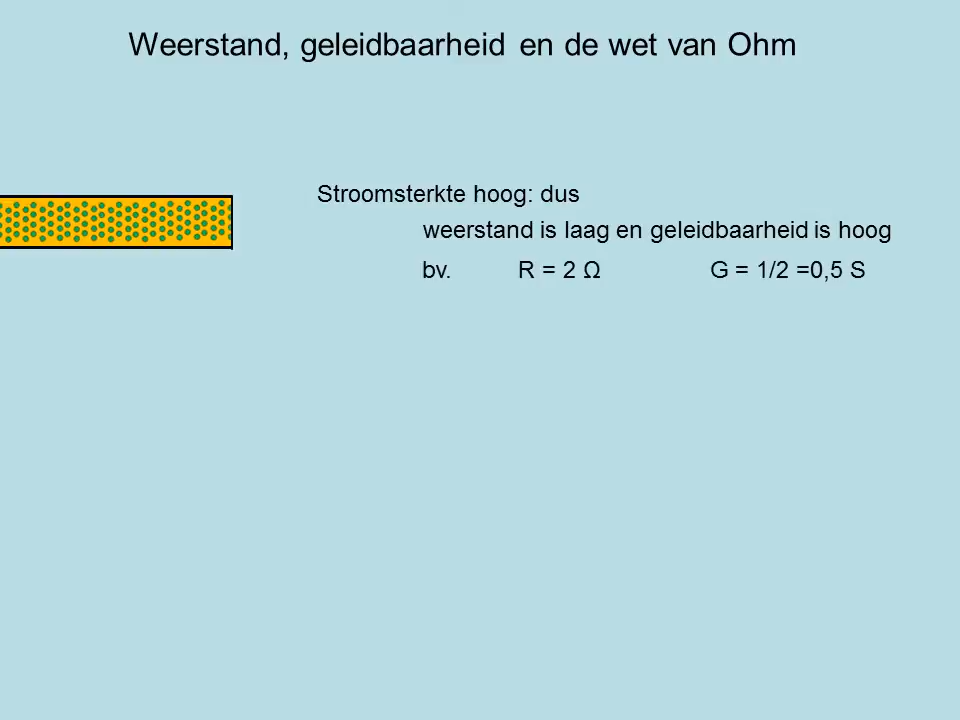 Weerstand, geleidbaarheid en de wet van Ohm
Stroomsterkte hoog: dus
weerstand is laag en geleidbaarheid is hoog
bv. R = 2 Ω G = 1/2 =0,5 S